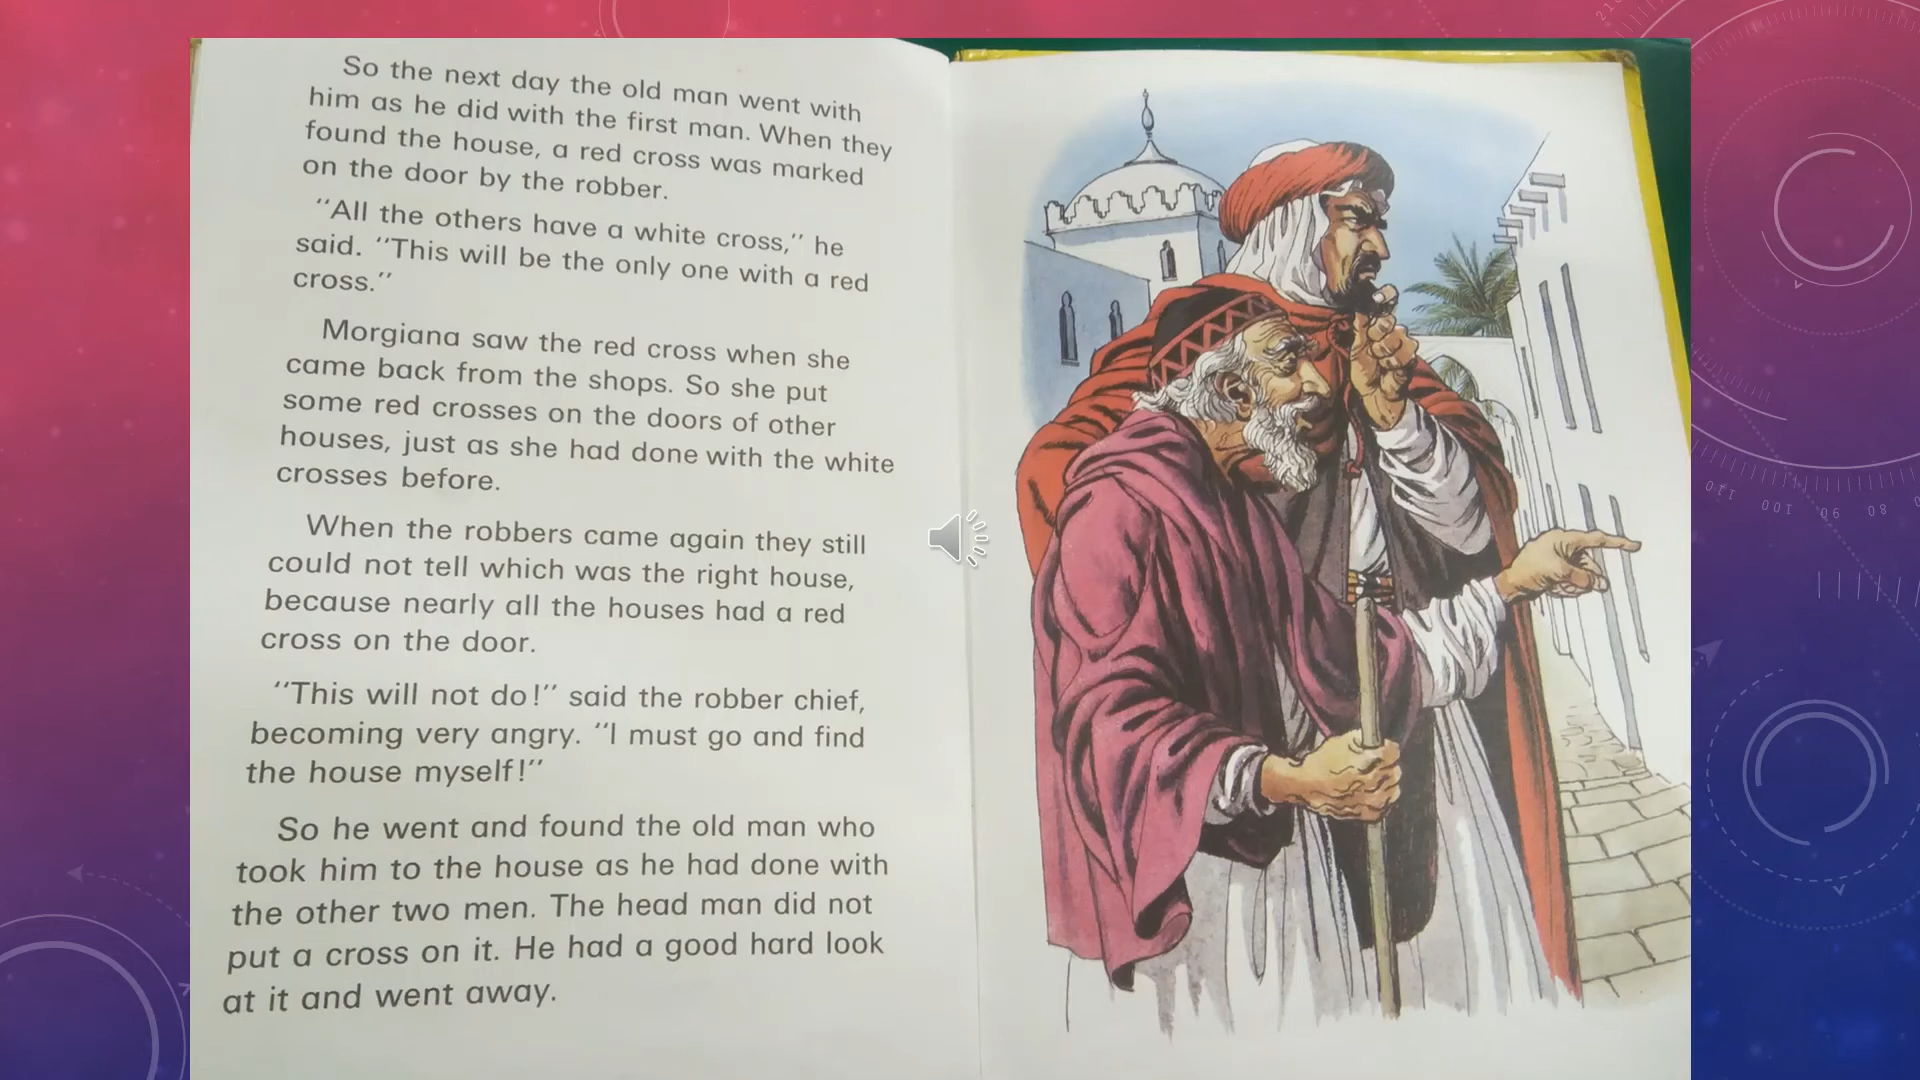 So the next day the old man went with
him as he did with the first man. When they
found the house, a red cross was marked
on the door by the robber.
"All the others have a white cross," he
said. "This will be the only one with a red
cross."
Morgiana saw the red cross when she
came back from the shops. So she put
some red crosses on the doors of other
houses, just as she had done with the white
crosses before.
When the robbers came again they still
could not tell which was the right house,
because nearly all the houses had a red
cross on the door.
"This will not do!" said the robber chief,
becoming very angry. "I must go and find
the house myself!"
So he went and found the old man who
took him to the house as he had done with
the other two men. The head man did not
put a cross on it. He had a good hard look
at it and went away.
210
110
100
90
80